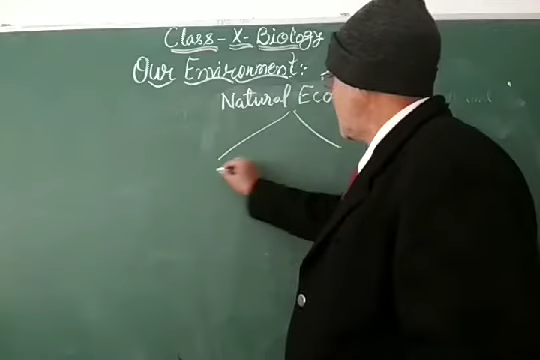 Class - X - Biology
Our Environment :-
Natural Eco